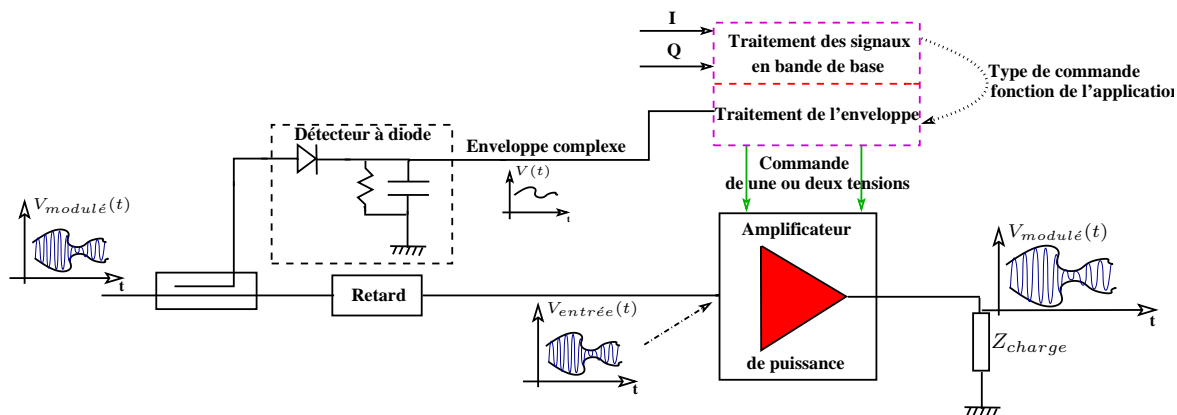 I
Q
Traitement des signaux
en bande de base
Type de commande
fonction de l'application
Traitement de l'enveloppe
Détecteur à diode
Enveloppe complexe
V(t)
t
Commande
de une ou deux tensions
V_modulé(t)
t
Retard
Amplificateur
de puissance
V_entrée(t)
t
V_modulé(t)
t
Z_charge